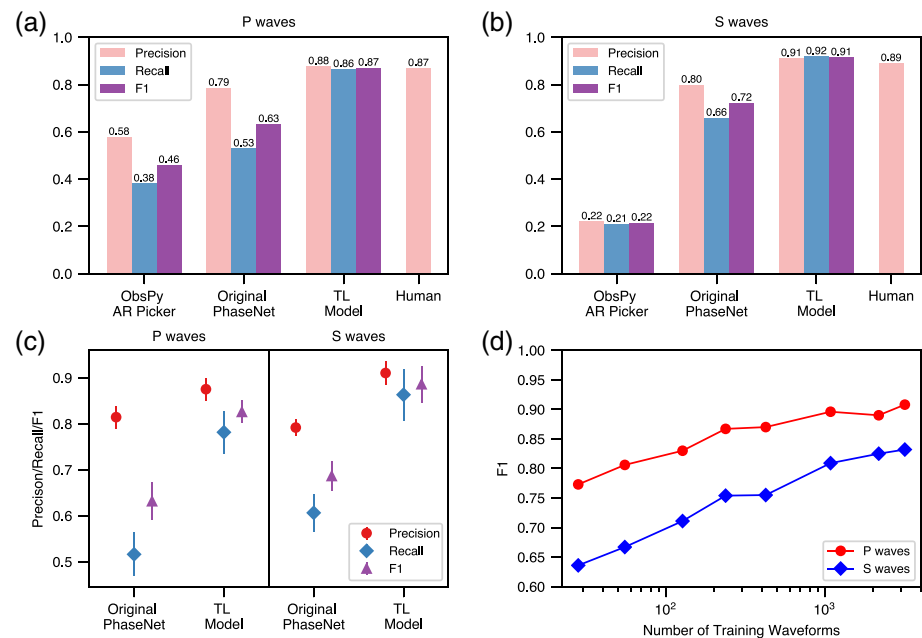 (a)
P waves
1.0
0.8
0.6
0.4
0.2
0.0
Precision
Recall
F1
0.58
0.38
0.46
0.79
0.53
0.63
0.88
0.86
0.87
0.87
ObsPy
AR Picker
Original
PhaseNet
TL
Model
Human
(b)
S waves
1.0
0.8
0.6
0.4
0.2
0.0
Precision
Recall
F1
0.22
0.21
0.22
0.80
0.66
0.72
0.91
0.92
0.91
0.89
ObsPy
AR Picker
Original
PhaseNet
TL
Model
Human
(c)
P waves
S waves
Precison/Recall/F1
0.9
0.8
0.7
0.6
0.5
Precision
Recall
F1
Original
PhaseNet
TL
Model
Original
PhaseNet
TL
Model
(d)
F1
1.00
0.95
0.90
0.85
0.80
0.75
0.70
0.65
0.60
P waves
S waves
10²
10³
Number of Training Waveforms